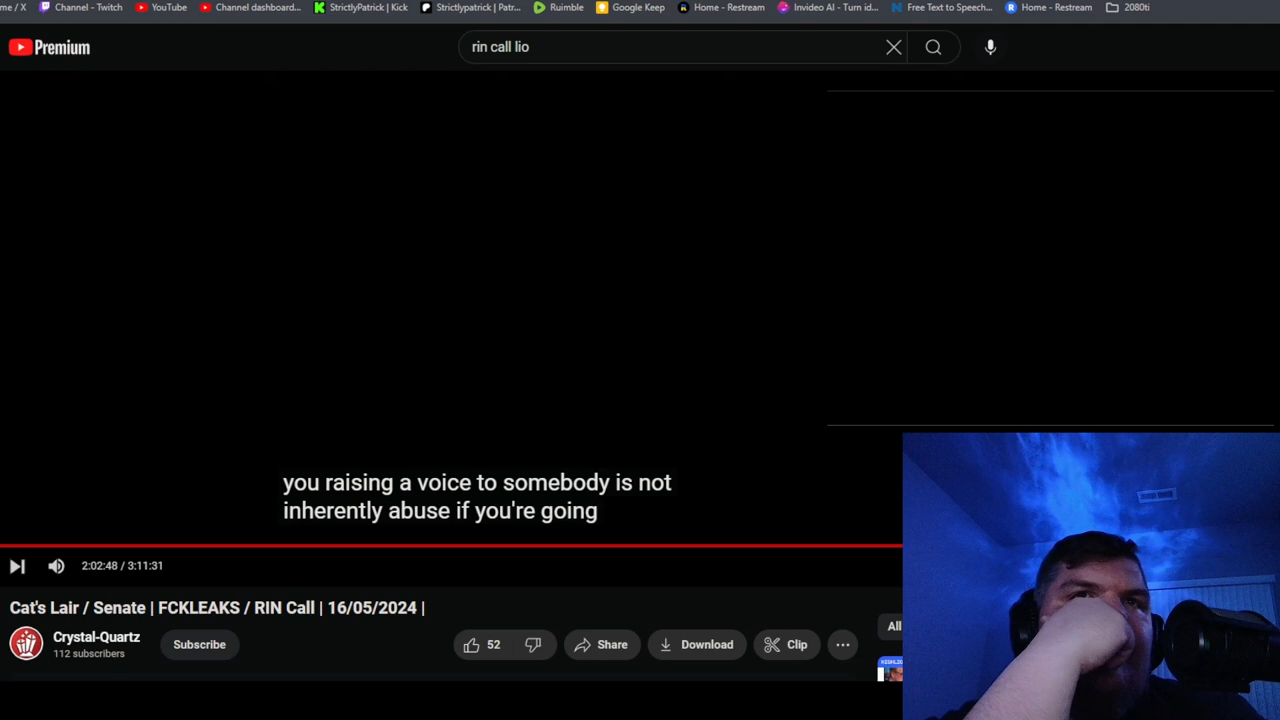 me / X Channel - Twitch YouTube Channel dashboard... StrictlyPatrick | Kick Strictlypatrick | Patr... Rumble Google Keep Home - Restream Invideo AI - Turn id... Free Text to Speech... Home - Restream 2080ti
Premium
rin call lio
you raising a voice to somebody is not
inherently abuse if you're going
2:02:48 / 3:11:31
Cat's Lair / Senate | FCKLEAKS / RIN Call | 16/05/2024 |
All
Crystal-Quartz
112 subscribers
Subscribe
52
Share
Download
Clip